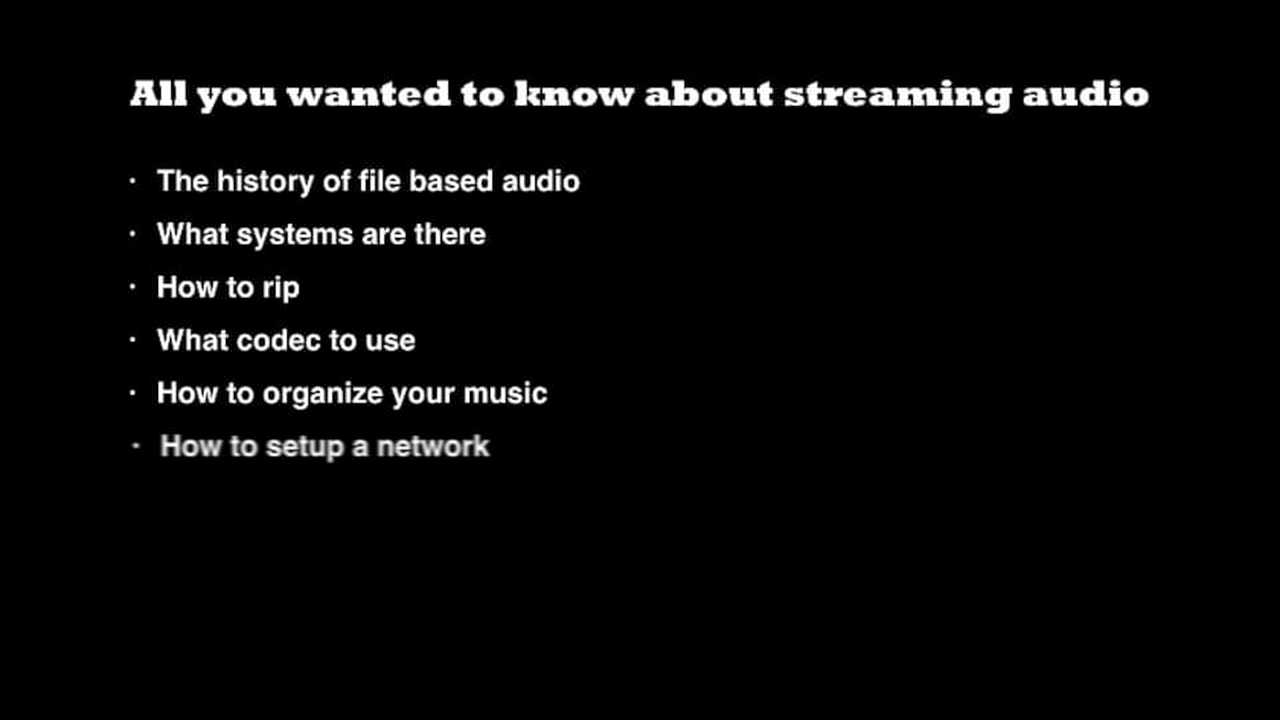 All you wanted to know about streaming audio
· The history of file based audio
· What systems are there
· How to rip
· What codec to use
· How to organize your music
· How to setup a network